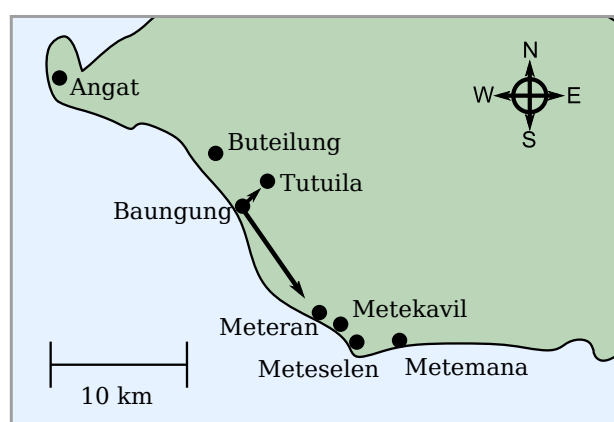 N
W E
S
Angat
Buteilung
Tutuila
Baungung
Metekavil
Meteran
Meteselen
Metemana
10 km